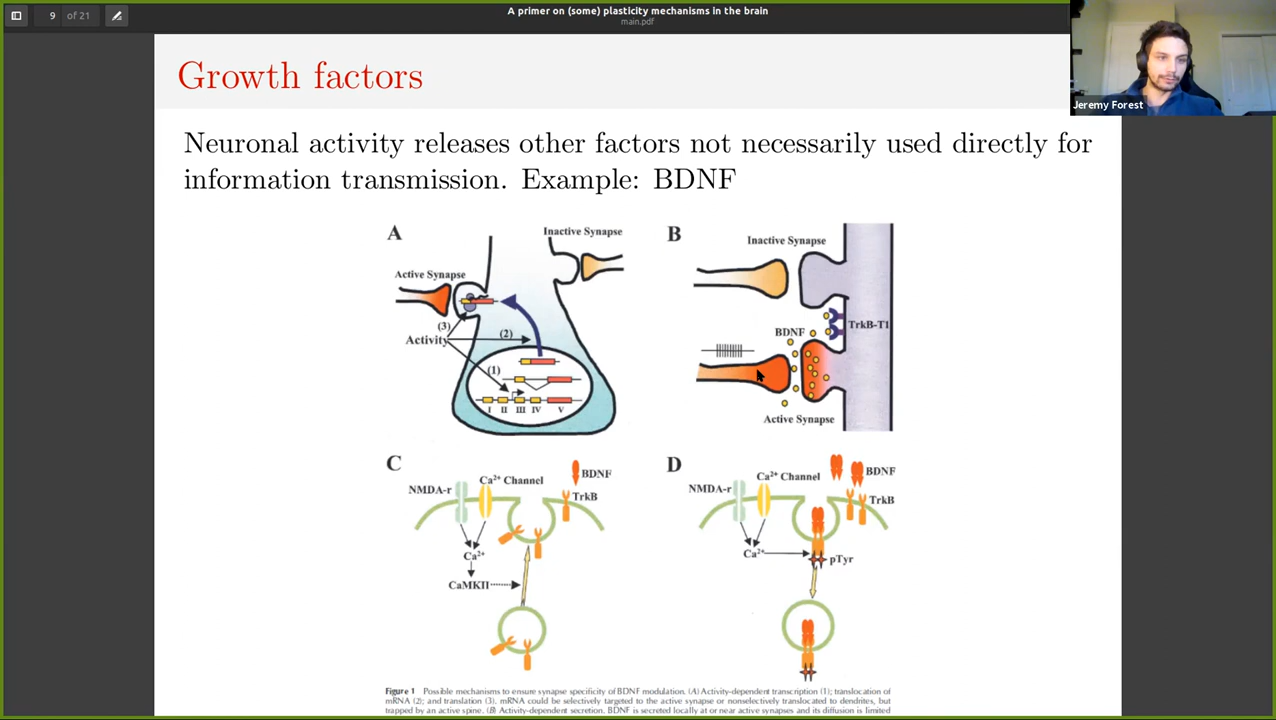 9 of 21
A primer on (some) plasticity mechanisms in the brain
main.pdf
Jeremy Forest
Growth factors
Neuronal activity releases other factors not necessarily used directly for
information transmission. Example: BDNF
A
Inactive Synapse
Active Synapse
(3)
Activity
(2)
(1)
I II III IV V
B
Inactive Synapse
BDNF
TrkB-T1
Active Synapse
C
Ca2+ Channel
BDNF
NMDA-r
TrkB
Ca2+
CaMKII
D
Ca2+ Channel
BDNF
NMDA-r
TrkB
Ca2+
pTyr
Figure 1 Possible mechanisms to ensure synapse specificity of BDNF modulation. (A) Activity-dependent transcription (1); translocation of
mRNA (2); and translation (3). mRNA could be selectively targeted to the active synapse or nonselectively translocated to dendrites, but
trapped by an active spine. (B) Activity-dependent secretion. BDNF is secreted locally at or near active synapses and its diffusion is limited